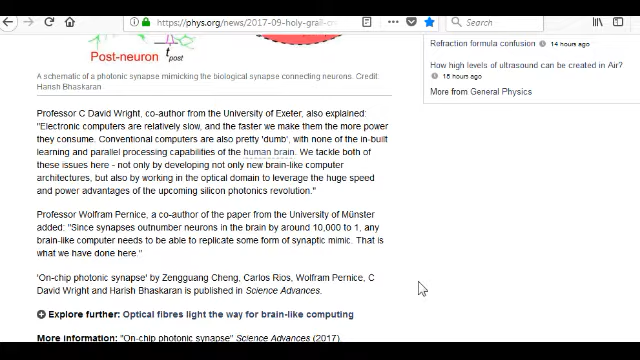 https://phys.org/news/2017-09-holy-grail-cr
Search
Post-neuron
tpost
A schematic of a photonic synapse mimicking the biological synapse connecting neurons. Credit:
Harish Bhaskaran
Professor C David Wright, co-author from the University of Exeter, also explained:
"Electronic computers are relatively slow, and the faster we make them the more power
they consume. Conventional computers are also pretty 'dumb', with none of the in-built
learning and parallel processing capabilities of the human brain. We tackle both of
these issues here - not only by developing not only new brain-like computer
architectures, but also by working in the optical domain to leverage the huge speed
and power advantages of the upcoming silicon photonics revolution."
Professor Wolfram Pernice, a co-author of the paper from the University of Münster
added: "Since synapses outnumber neurons in the brain by around 10,000 to 1, any
brain-like computer needs to be able to replicate some form of synaptic mimic. That is
what we have done here."
'On-chip photonic synapse' by Zengguang Cheng, Carlos Rios, Wolfram Pernice, C
David Wright and Harish Bhaskaran is published in Science Advances.
Explore further: Optical fibres light the way for brain-like computing
More information: "On-chip photonic synapse" Science Advances (2017).
Refraction formula confusion 14 hours ago
How high levels of ultrasound can be created in Air?
18 hours ago
More from General Physics